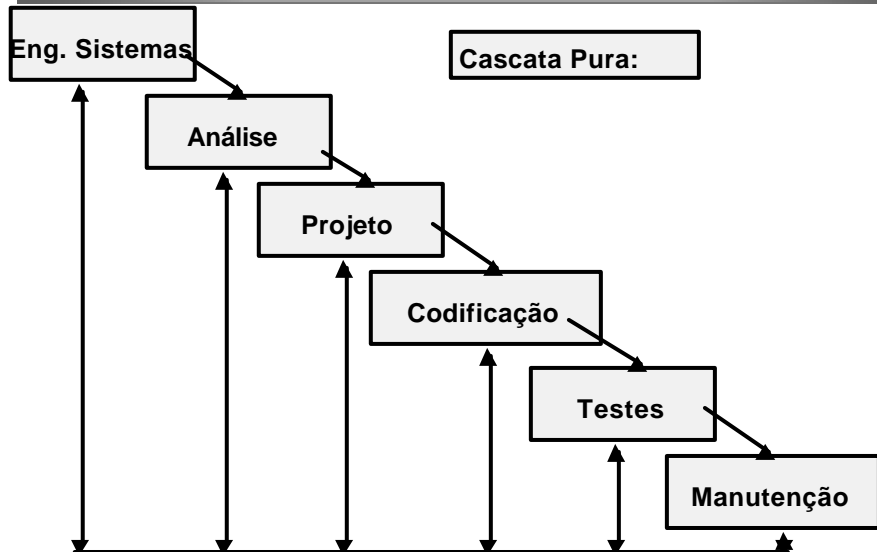 Eng. Sistemas
Cascata Pura:
Análise
Projeto
Codificação
Testes
Manutenção